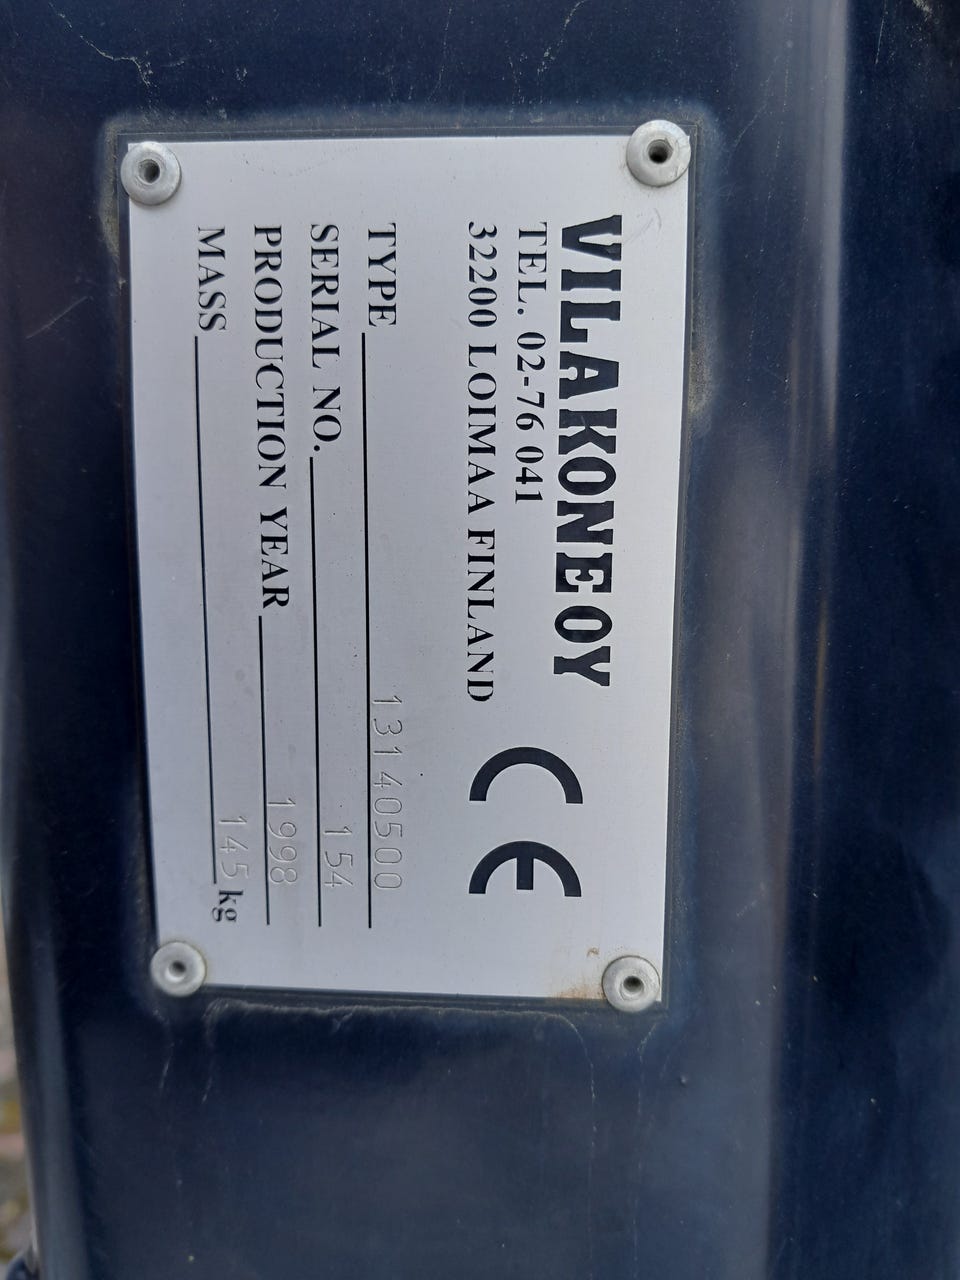 VILAKONE OY
TEL. 02-76 041
32200 LOIMAA FINLAND
CE
TYPE 13140500
SERIAL NO. 154
PRODUCTION YEAR 1998
MASS 145 kg